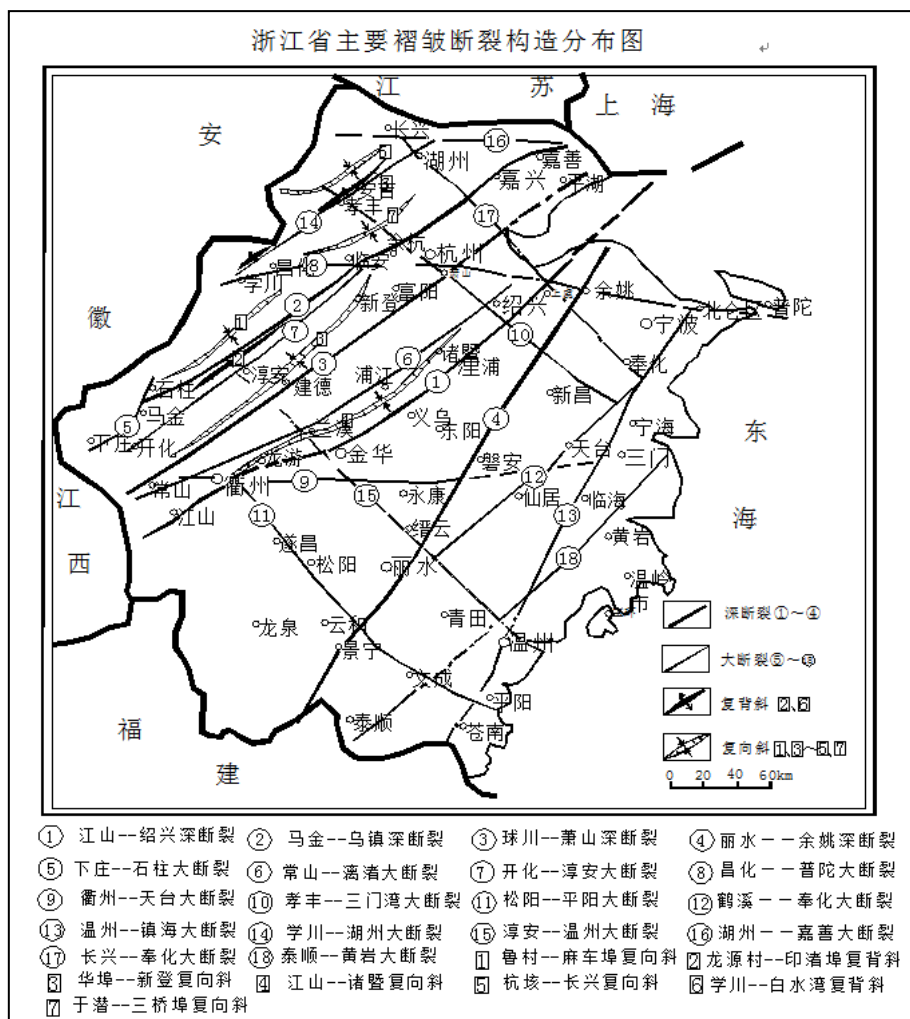 浙江省主要褶皱断裂构造分布图
江 苏
上 海
安
徽
江
西
福
建
东
海
长兴
湖州
嘉善
嘉兴
平湖
孝丰
杭州
临安
昌化
学川
富阳
新登
绍兴
余姚
宁波
北仑区
普陀
奉化
石柱
淳安
建德
浦江
诸暨
里浦
新昌
马金
下庄
开化
兰溪
义乌
东阳
宁海
天台
三门
磐安
龙游
金华
衢州
常山
江山
永康
仙居
临海
缙云
黄岩
遂昌
松阳
丽水
温岭
市
龙泉
云和
青田
景宁
温州
文成
平阳
泰顺
苍南
深断裂①～④
大断裂⑤～⑱
复背斜2、6
复向斜1、3～5、7
0 20 40 60km
① 江山--绍兴深断裂 ② 马金--乌镇深断裂 ③ 球川--萧山深断裂 ④ 丽水－－余姚深断裂
⑤ 下庄--石柱大断裂 ⑥ 常山--漓渚大断裂 ⑦ 开化--淳安大断裂 ⑧ 昌化--普陀大断裂
⑨ 衢州--天台大断裂 ⑩ 孝丰--三门湾大断裂 ⑪ 松阳--平阳大断裂 ⑫ 鹤溪－－奉化大断裂
⑬ 温州--镇海大断裂 ⑭ 学川--湖州大断裂 ⑮ 淳安--温州大断裂 ⑯ 湖州－－嘉善大断裂
⑰ 长兴--奉化大断裂 ⑱ 泰顺--黄岩大断裂 1 鲁村--麻车埠复向斜 2 龙源村--印渚埠复背斜
3 华埠--新登复向斜 4 江山--诸暨复向斜 5 杭垓--长兴复向斜 6 学川--白水湾复背斜
7 于潜--三桥埠复向斜